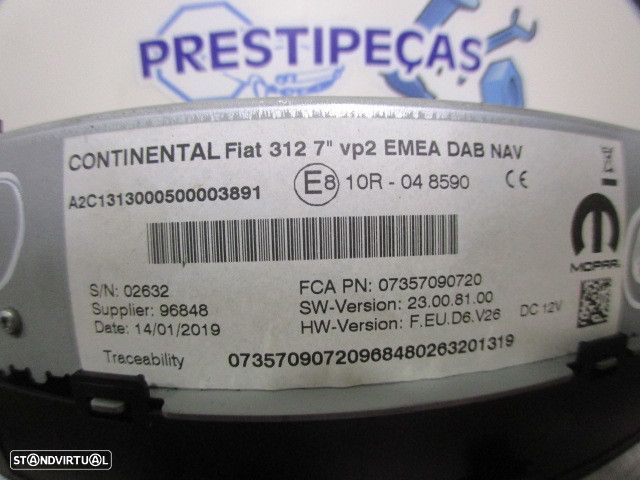 PRESTIPEÇAS
CONTINENTAL Fiat 312 7" vp2 EMEA DAB NAV
A2C1313000500003891
E8 10R - 04 8590 CE
MOPAR
S/N: 02632
Supplier: 96848
Date: 14/01/2019
FCA PN: 07357090720
SW-Version: 23.00.81.00
HW-Version: F.EU.D6.V26
DC 12V
Traceability 07357090720968480263201319
STANDVIRTUAL